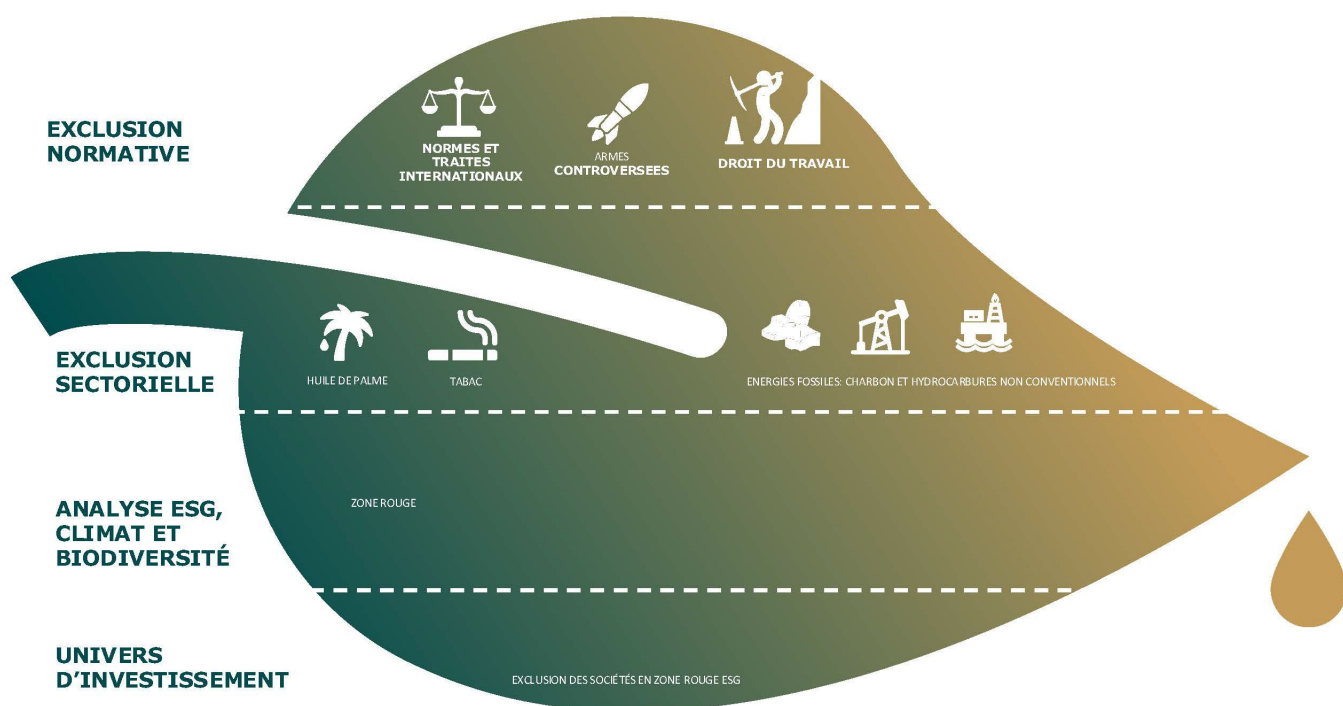 EXCLUSION
NORMATIVE
NORMES ET
TRAITES
INTERNATIONAUX
ARMES
CONTROVERSEES
DROIT DU TRAVAIL
EXCLUSION
SECTORIELLE
HUILE DE PALME
TABAC
ENERGIES FOSSILES: CHARBON ET HYDROCARBURES NON CONVENTIONNELS
ANALYSE ESG,
CLIMAT ET
BIODIVERSITÉ
ZONE ROUGE
UNIVERS
D’INVESTISSEMENT
EXCLUSION DES SOCIÉTÉS EN ZONE ROUGE ESG